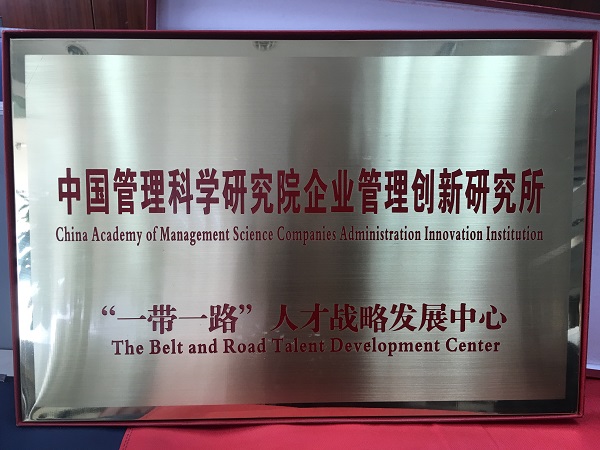 中国管理科学研究院企业管理创新研究所
China Academy of Management Science Companies Administration Innovation Institution
“一带一路”人才战略发展中心
The Belt and Road Talent Development Center